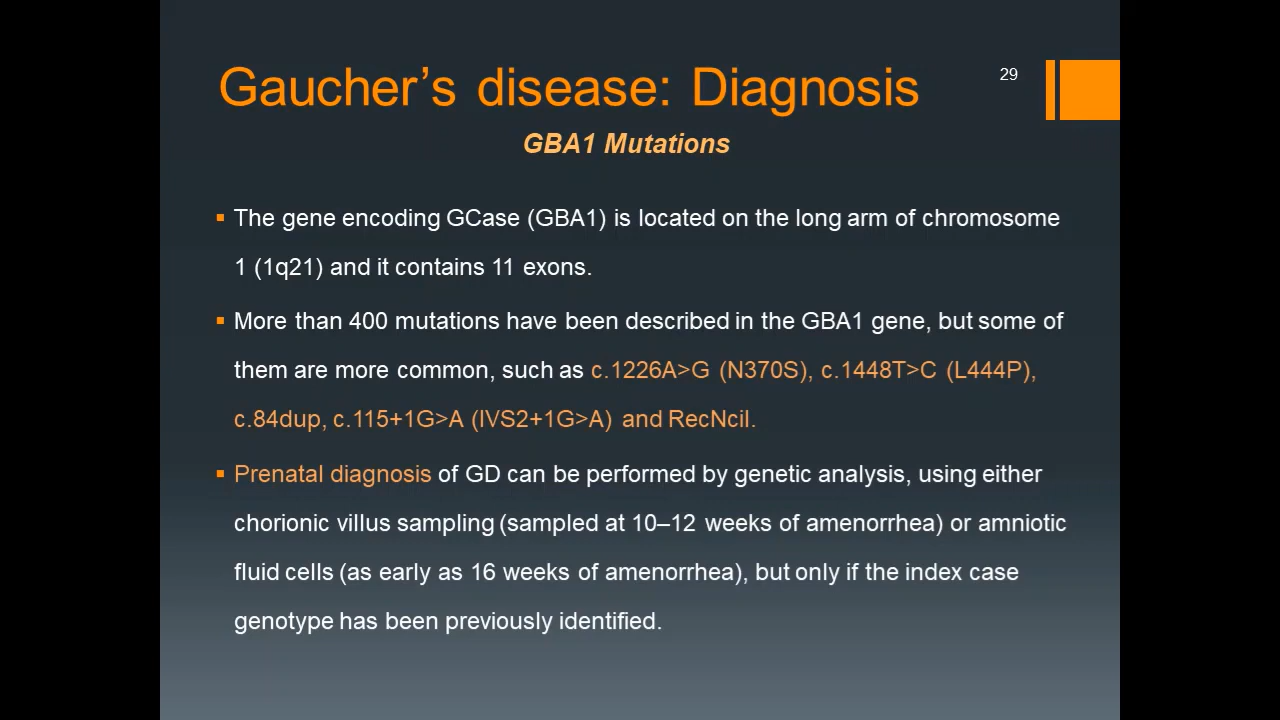 Gaucher’s disease: Diagnosis
29
GBA1 Mutations
The gene encoding GCase (GBA1) is located on the long arm of chromosome
1 (1q21) and it contains 11 exons.
More than 400 mutations have been described in the GBA1 gene, but some of
them are more common, such as c.1226A>G (N370S), c.1448T>C (L444P),
c.84dup, c.115+1G>A (IVS2+1G>A) and RecNcil.
Prenatal diagnosis of GD can be performed by genetic analysis, using either
chorionic villus sampling (sampled at 10–12 weeks of amenorrhea) or amniotic
fluid cells (as early as 16 weeks of amenorrhea), but only if the index case
genotype has been previously identified.